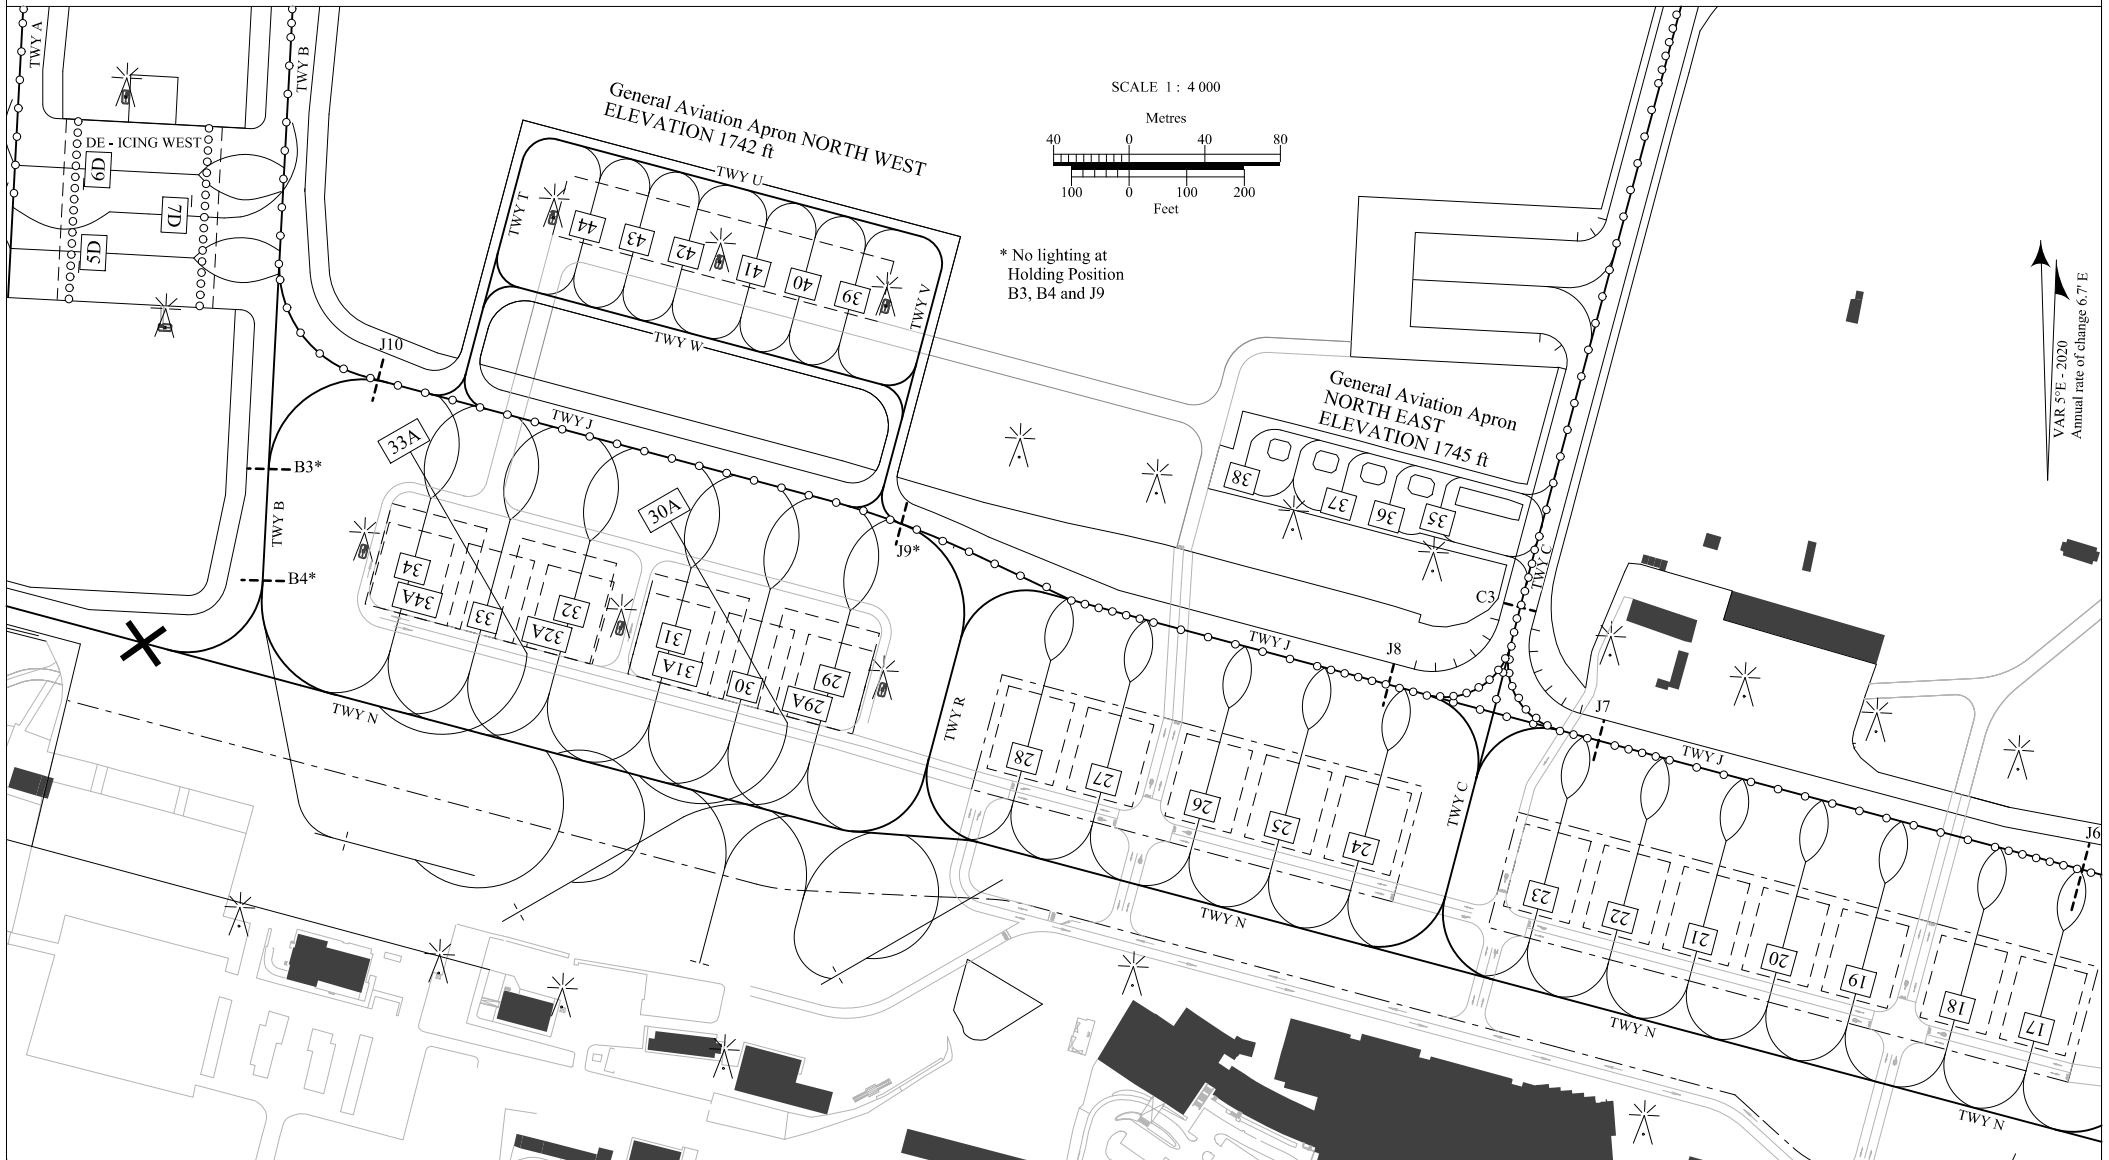 TWY A
TWY B
DE - ICING WEST
6D
7D
5D
General Aviation Apron NORTH WEST
ELEVATION 1742 ft
TWY U
TWY T
44
43
42
41
40
39
TWY V
TWY W
SCALE 1 : 4 000
Metres
40 0 40 80
100 0 100 200
Feet
* No lighting at
Holding Position
B3, B4 and J9
VAR 5°E - 2020
Annual rate of change 6.7' E
J10
TWY J
33A
B3*
TWY B
B4*
30A
J9*
General Aviation Apron
NORTH EAST
ELEVATION 1745 ft
38
37
36
35
TWY C
C3
34
34A
33
32
32A
31
31A
30
29
29A
TWY N
TWY R
TWY J
J8
J7
TWY J
J6
28
27
26
25
24
TWY C
23
22
21
20
19
18
17
TWY N
TWY N
TWY N